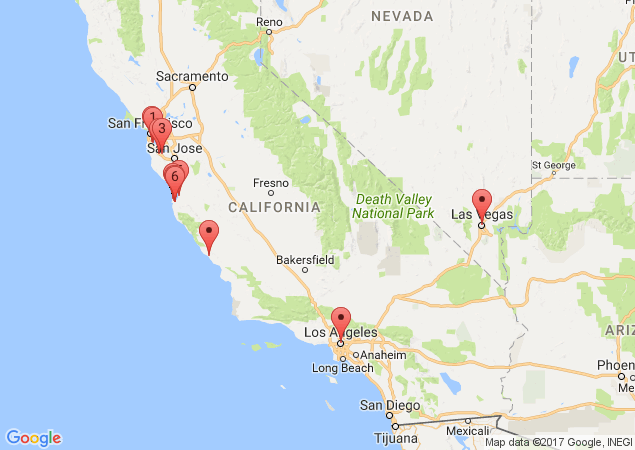 NEVADA
Reno
UT
Sacramento
1
3
San Francisco
San Jose
St George
6
Fresno
CALIFORNIA
Death Valley
National Park
Las Vegas
Bakersfield
Los Angeles
ARIZ
Anaheim
Long Beach
Phoen
Me
San Diego
Tijuana
Mexicali
Google
Map data ©2017 Google, INEGI